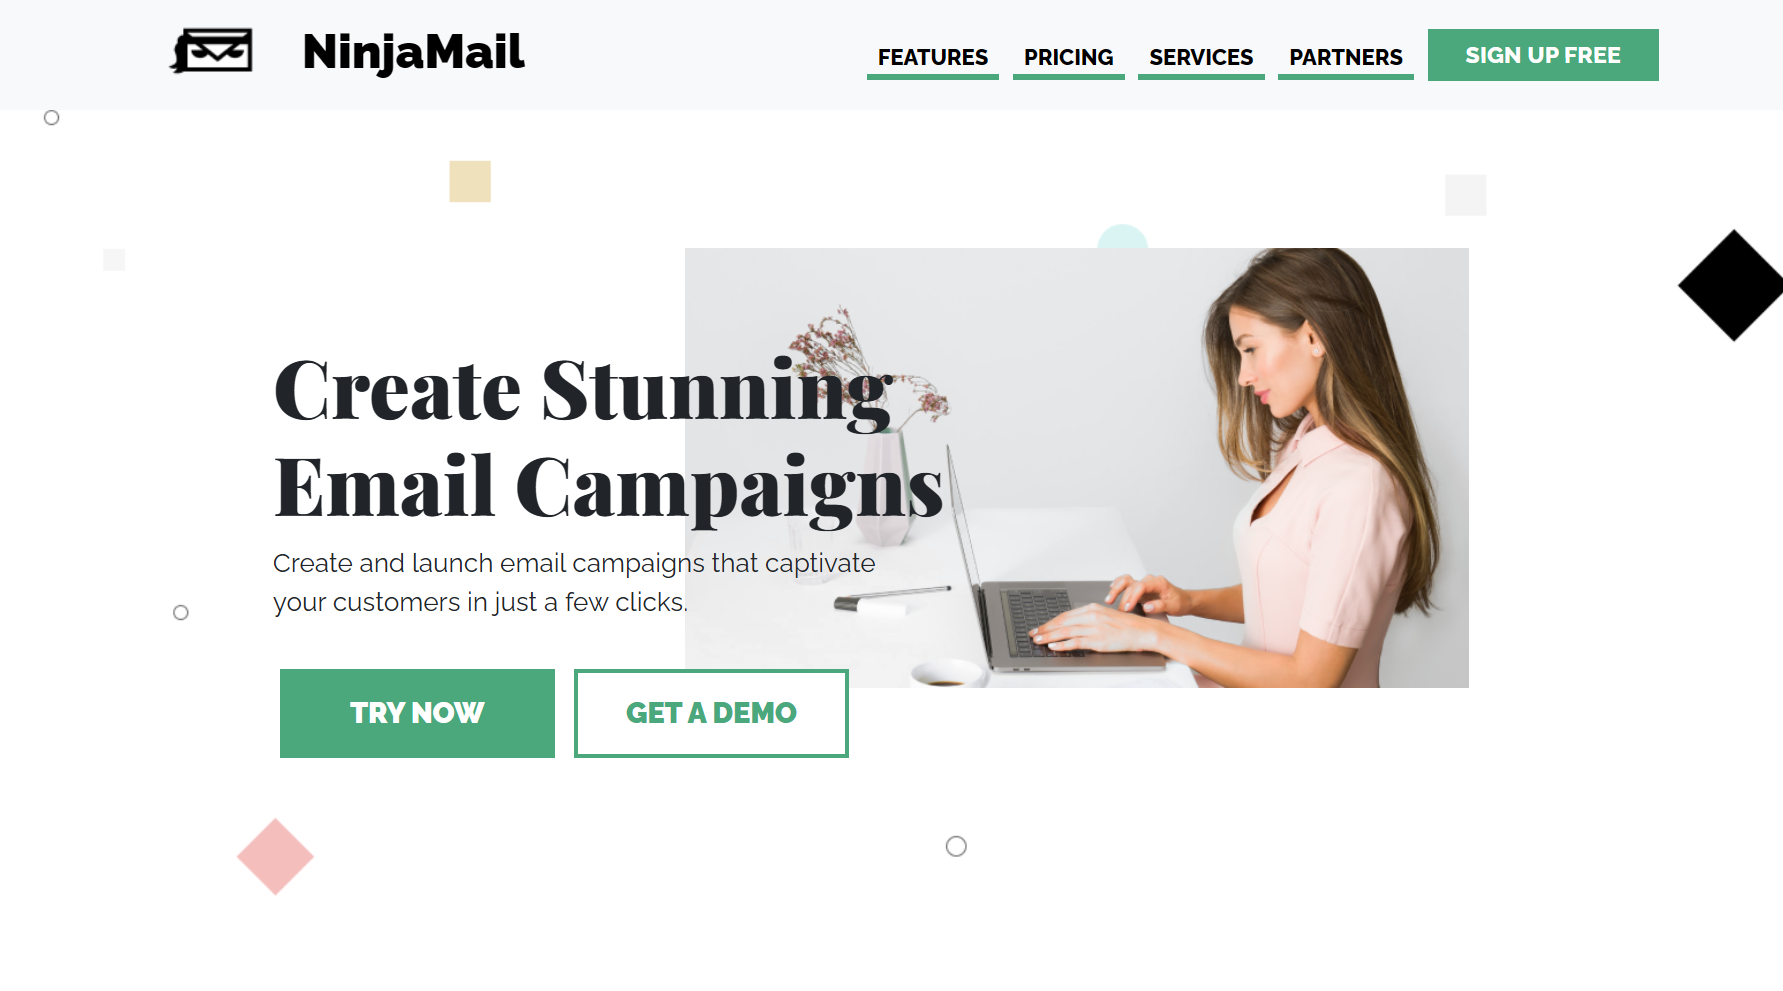 NinjaMail
FEATURES
PRICING
SERVICES
PARTNERS
SIGN UP FREE
Create Stunning
Email Campaigns
Create and launch email campaigns that captivate
your customers in just a few clicks.
TRY NOW
GET A DEMO